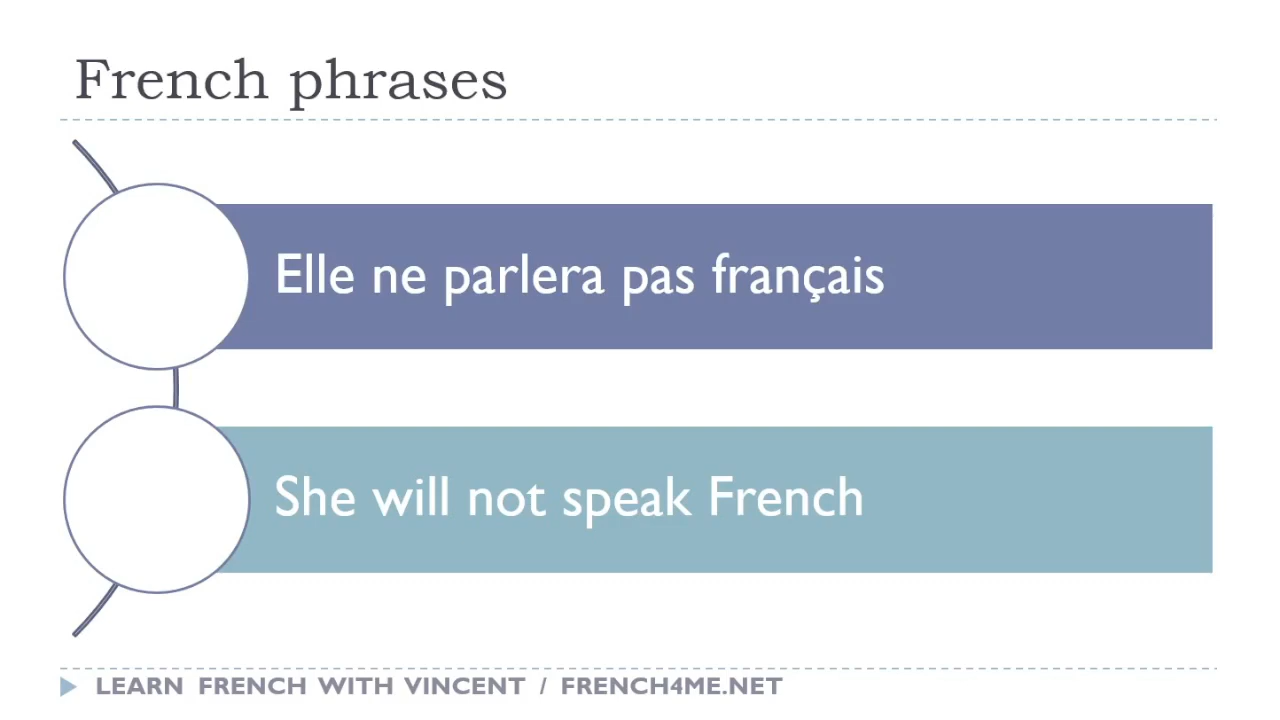 French phrases
Elle ne parlera pas français
She will not speak French
LEARN FRENCH WITH VINCENT / FRENCH4ME.NET